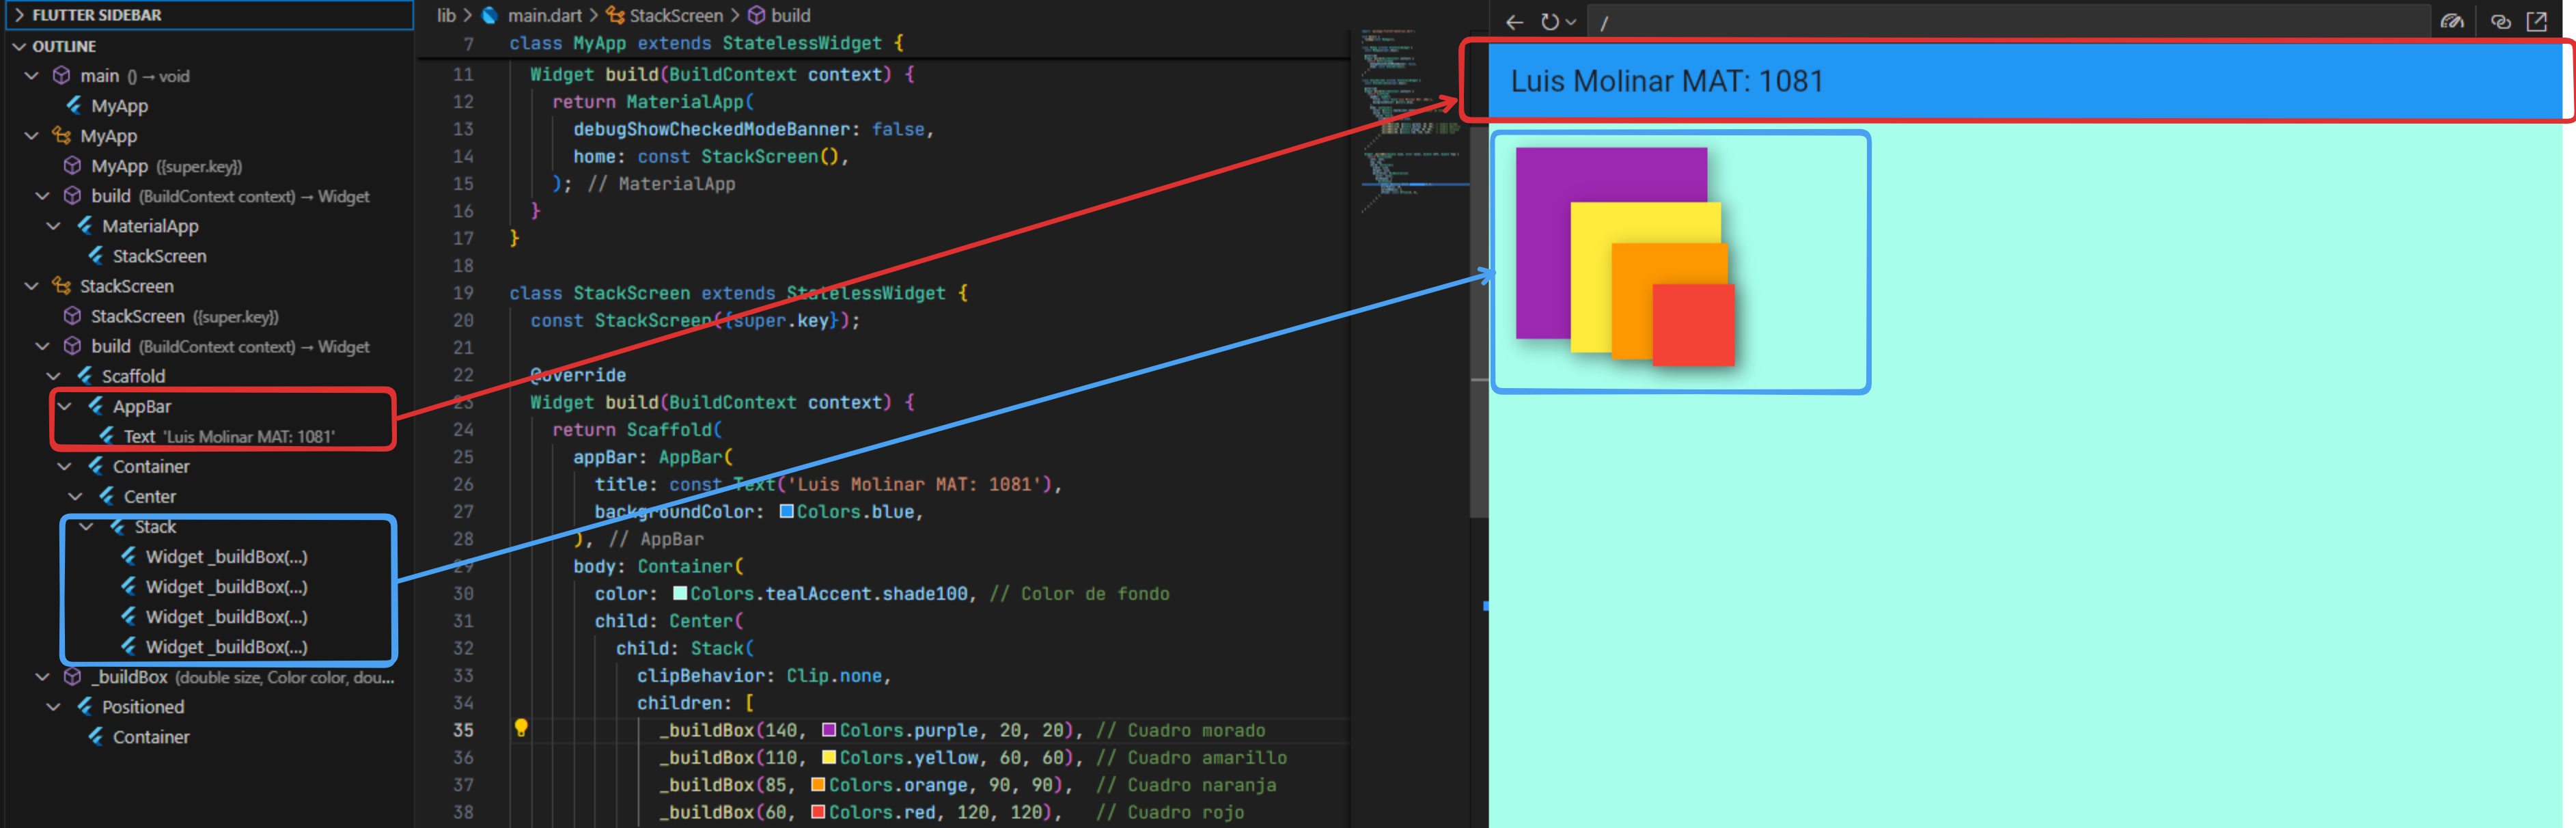 FLUTTER SIDEBAR
OUTLINE
main () → void
MyApp
MyApp
MyApp ({super.key})
build (BuildContext context) → Widget
MaterialApp
StackScreen
StackScreen
StackScreen ({super.key})
build (BuildContext context) → Widget
Scaffold
AppBar
Text 'Luis Molinar MAT: 1081'
Container
Center
Stack
Widget _buildBox(...)
Widget _buildBox(...)
Widget _buildBox(...)
Widget _buildBox(...)
_buildBox (double size, Color color, dou...
Positioned
Container
lib > main.dart > StackScreen > build
7 class MyApp extends StatelessWidget {
11 Widget build(BuildContext context) {
12 return MaterialApp(
13 debugShowCheckedModeBanner: false,
14 home: const StackScreen(),
15 ); // MaterialApp
16 }
17 }
18
19 class StackScreen extends StatelessWidget {
20 const StackScreen({super.key});
21
22 @override
23 Widget build(BuildContext context) {
24 return Scaffold(
25 appBar: AppBar(
26 title: const Text('Luis Molinar MAT: 1081'),
27 backgroundColor: Colors.blue,
28 ), // AppBar
29 body: Container(
30 color: Colors.tealAccent.shade100, // Color de fondo
31 child: Center(
32 child: Stack(
33 clipBehavior: Clip.none,
34 children: [
35 _buildBox(140, Colors.purple, 20, 20), // Cuadro morado
36 _buildBox(110, Colors.yellow, 60, 60), // Cuadro amarillo
37 _buildBox(85, Colors.orange, 90, 90), // Cuadro naranja
38 _buildBox(60, Colors.red, 120, 120), // Cuadro rojo
/
Luis Molinar MAT: 1081